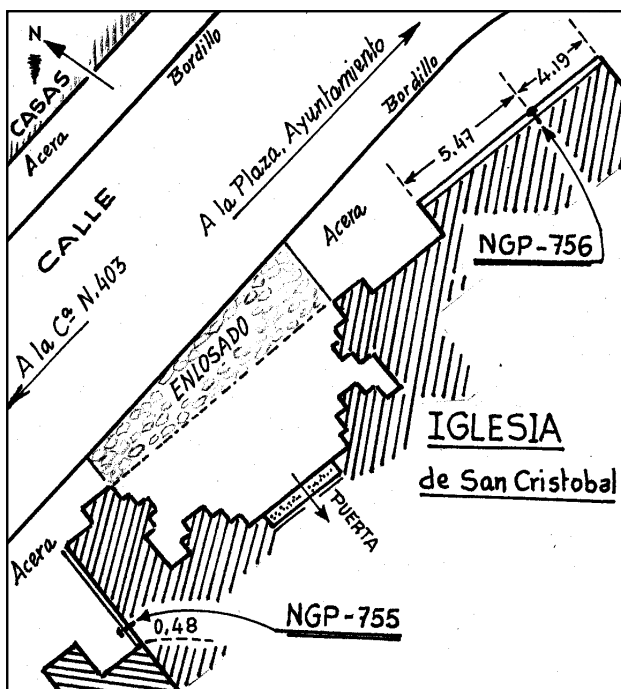 N
CASAS
Acera
Bordillo
CALLE
A la Cª N.403
A la Plaza, Ayuntamiento
Bordillo
4.19
5.47
Acera
NGP-756
ENLOSADO
IGLESIA
de San Cristobal
PUERTA
Acera
0,48
NGP-755